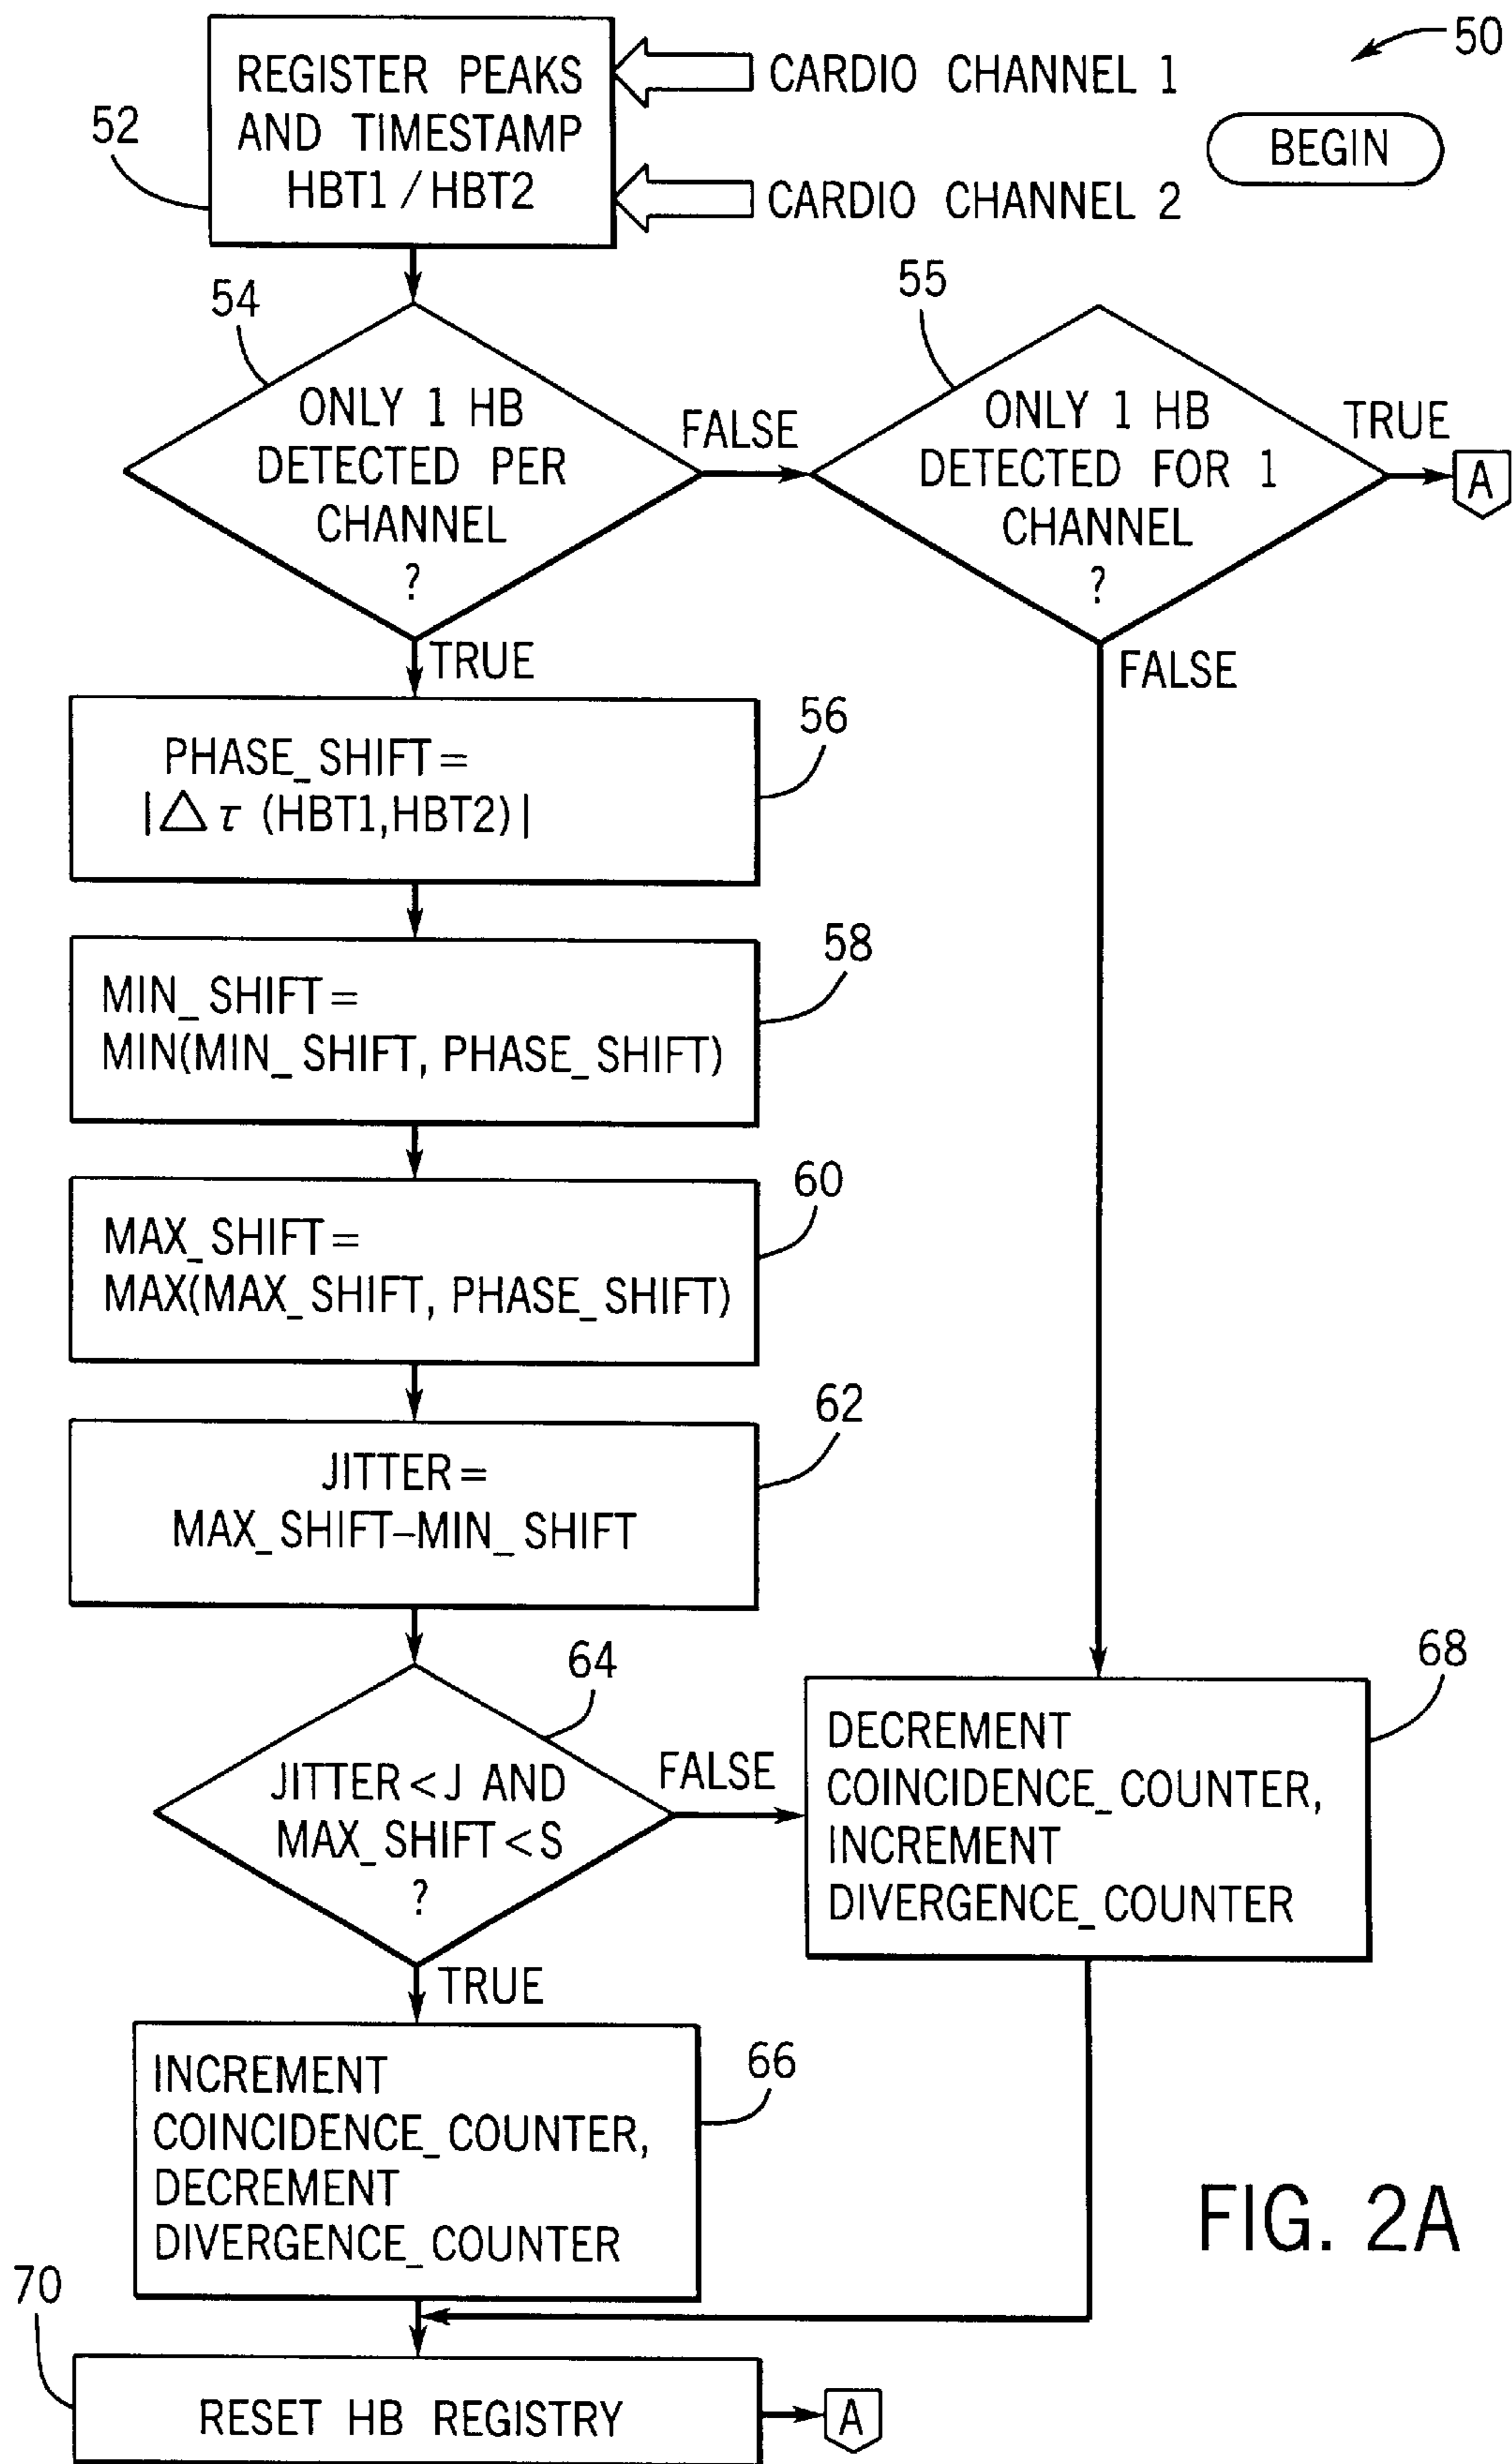 50
REGISTER PEAKS
AND TIMESTAMP
HBT1 / HBT2
CARDIO CHANNEL 1
CARDIO CHANNEL 2
BEGIN
52
54
ONLY 1 HB
DETECTED PER
CHANNEL
?
FALSE
55
ONLY 1 HB
DETECTED FOR 1
CHANNEL
?
TRUE
A
TRUE
FALSE
PHASE_SHIFT=
|△τ (HBT1,HBT2)|
56
MIN_SHIFT=
MIN(MIN_SHIFT, PHASE_SHIFT)
58
MAX_SHIFT=
MAX(MAX_SHIFT, PHASE_SHIFT)
60
JITTER=
MAX_SHIFT–MIN_SHIFT
62
64
JITTER<J AND
MAX_SHIFT<S
?
FALSE
68
DECREMENT
COINCIDENCE_COUNTER,
INCREMENT
DIVERGENCE_COUNTER
TRUE
INCREMENT
COINCIDENCE_COUNTER,
DECREMENT
DIVERGENCE_COUNTER
66
FIG. 2A
70
RESET HB REGISTRY
A